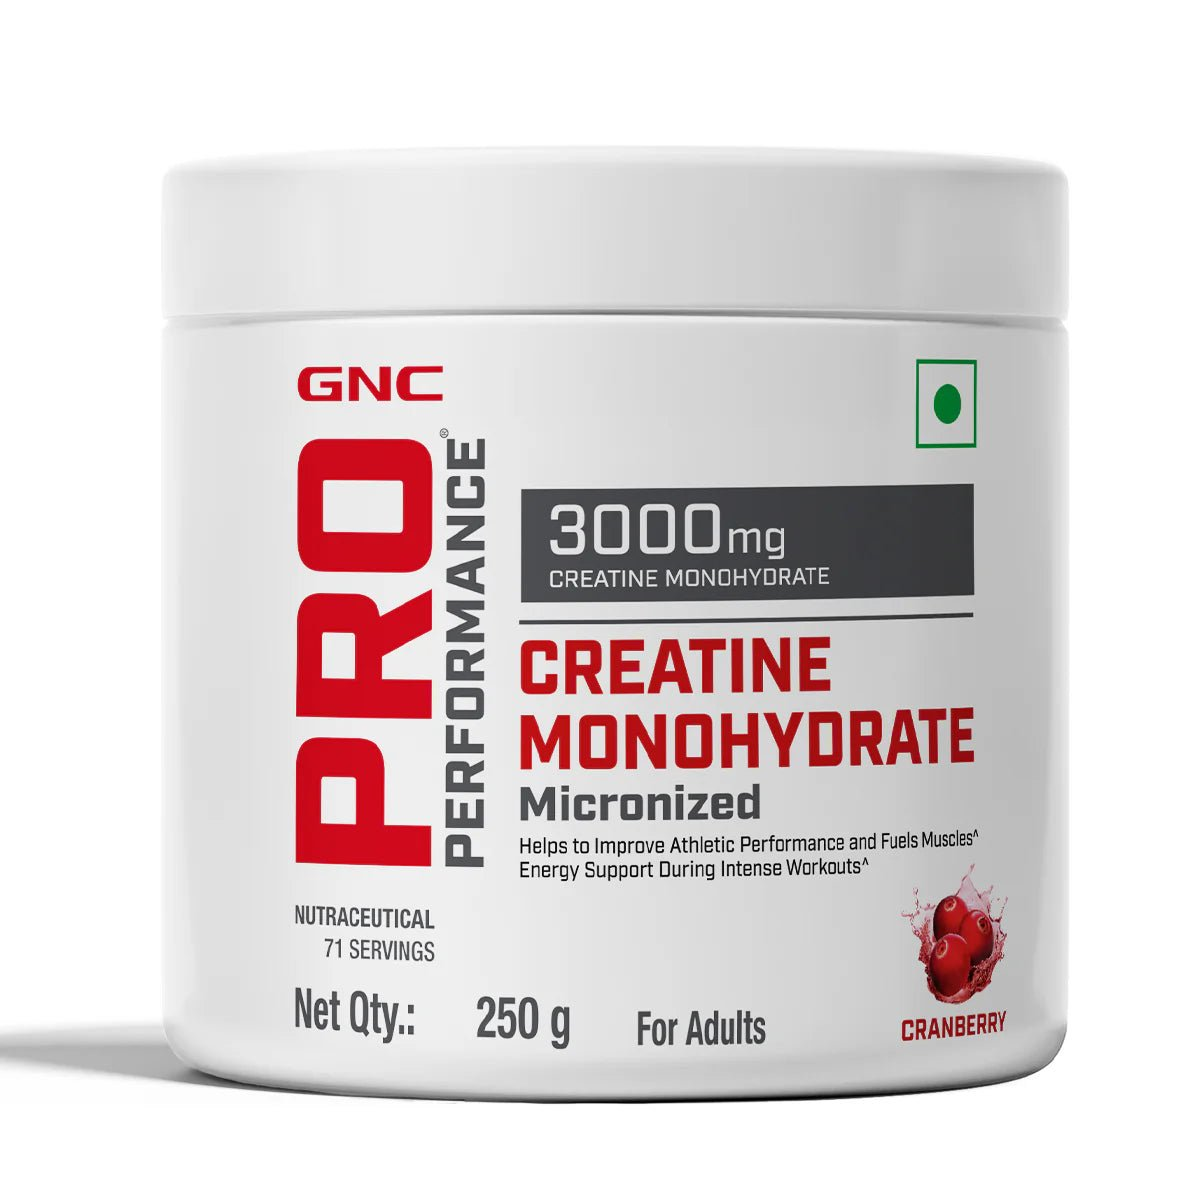 GNC
PRO
PERFORMANCE®
3000mg
CREATINE MONOHYDRATE
CREATINE
MONOHYDRATE
Micronized
Helps to Improve Athletic Performance and Fuels Muscles^
Energy Support During Intense Workouts^
NUTRACEUTICAL
71 SERVINGS
Net Qty.: 250 g
For Adults
CRANBERRY